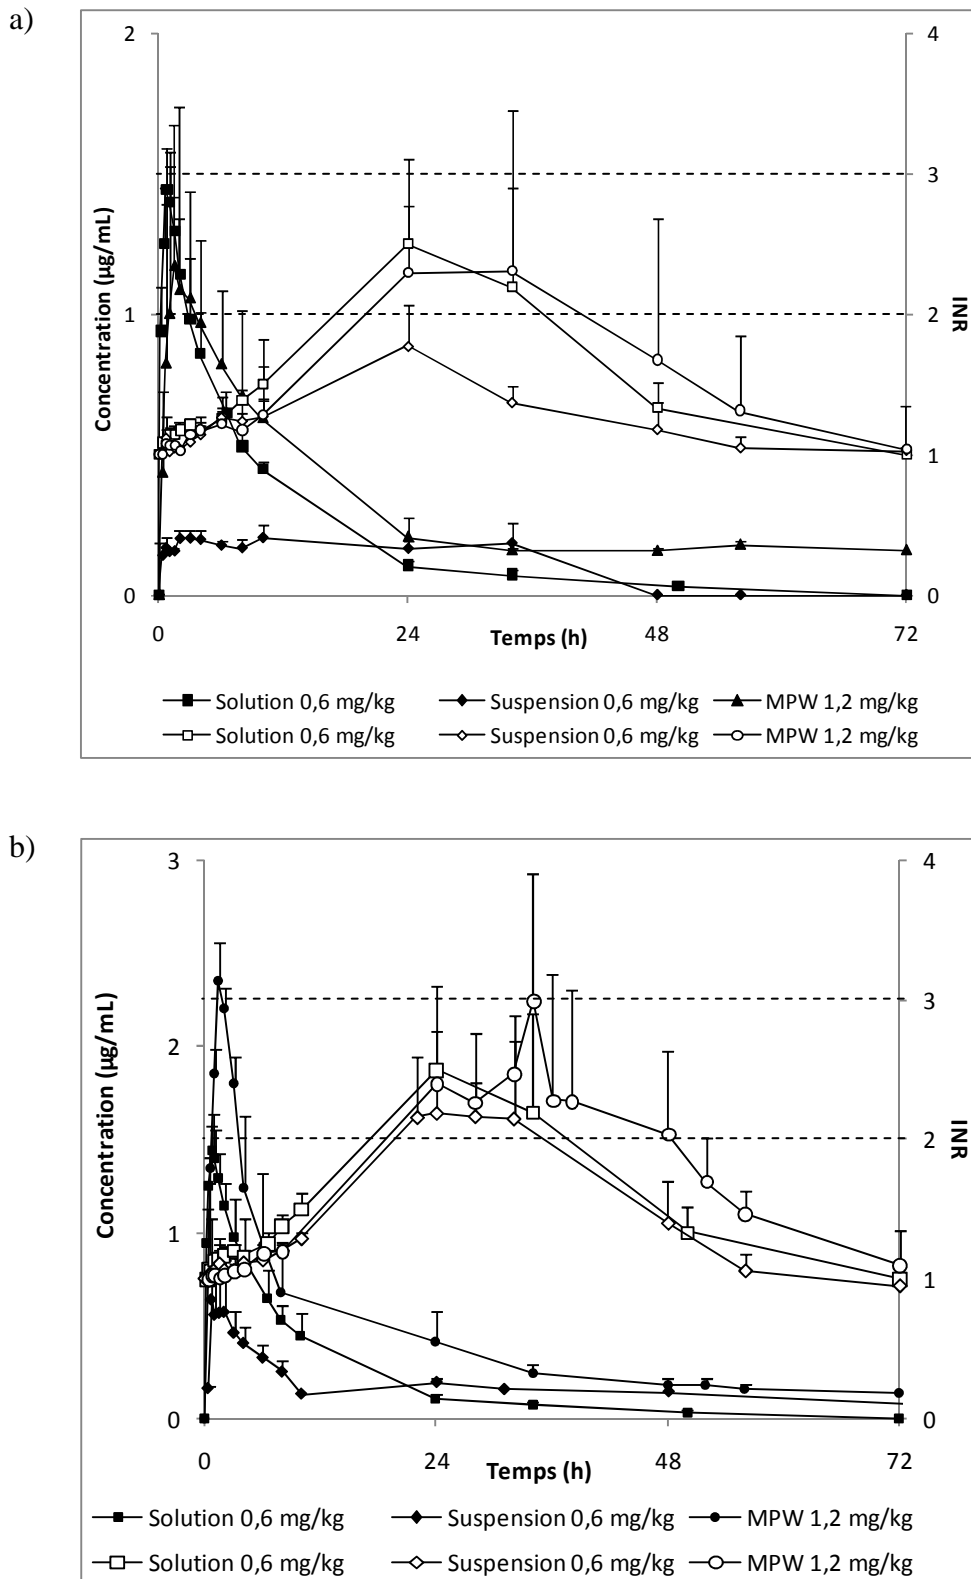 a)
2
4
3
1
2
1
0
0
Concentration (µg/mL)
INR
0
24
48
72
Temps (h)
Solution 0,6 mg/kg
Suspension 0,6 mg/kg
MPW 1,2 mg/kg
Solution 0,6 mg/kg
Suspension 0,6 mg/kg
MPW 1,2 mg/kg
b)
3
4
3
2
2
1
1
0
0
Concentration (µg/mL)
INR
0
24
48
72
Temps (h)
Solution 0,6 mg/kg
Suspension 0,6 mg/kg
MPW 1,2 mg/kg
Solution 0,6 mg/kg
Suspension 0,6 mg/kg
MPW 1,2 mg/kg